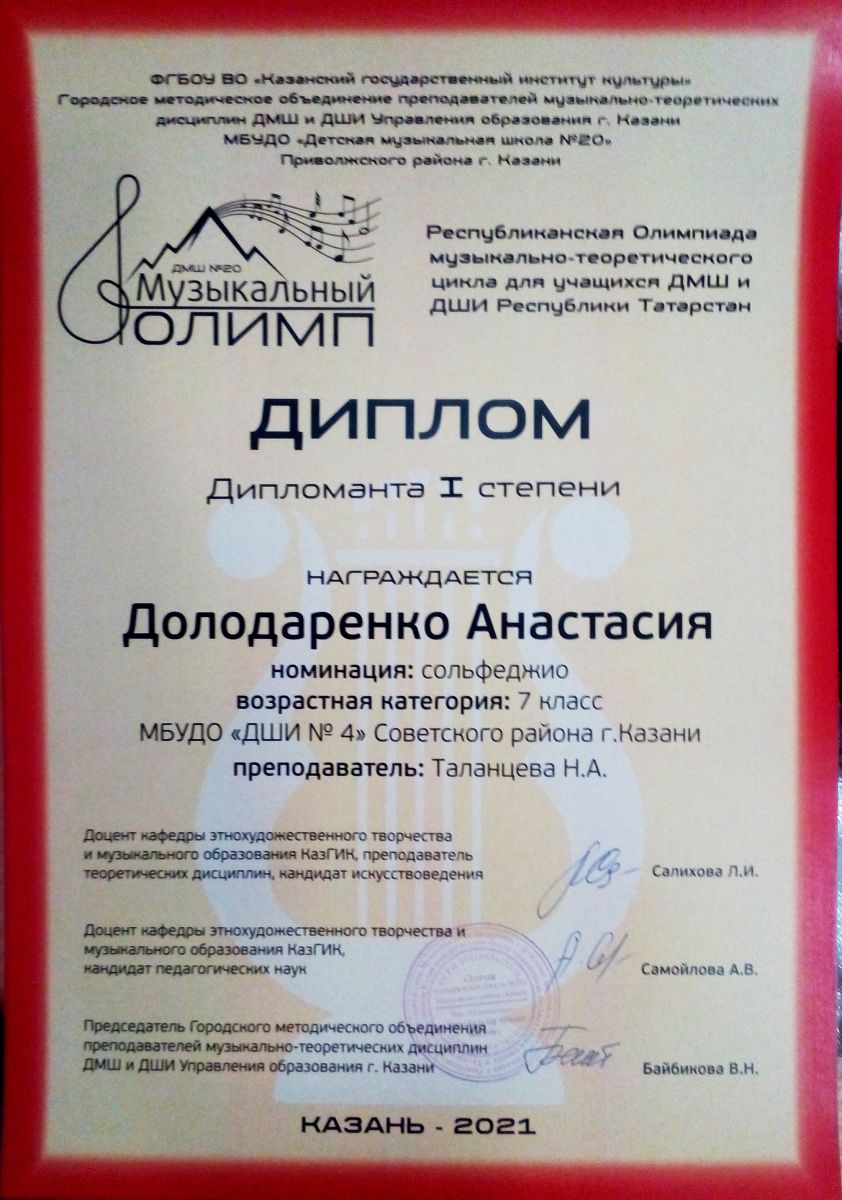 ФГБОУ ВО «Казанский государственный институт культуры»
Городское методическое объединение преподавателей музыкально-теоретических
дисциплин ДМШ и ДШИ Управления образования г. Казани
МБУДО «Детская музыкальная школа №20»
Приволжского района г. Казани
ДМШ №20
Музыкальный
ОЛИМП
Республиканская Олимпиада
музыкально-теоретического
цикла для учащихся ДМШ и
ДШИ Республики Татарстан
ДИПЛОМ
Дипломанта I степени
НАГРАЖДАЕТСЯ
Долодаренко Анастасия
номинация: сольфеджио
возрастная категория: 7 класс
МБУДО «ДШИ № 4» Советского района г.Казани
преподаватель: Таланцева Н.А.
Доцент кафедры этнохудожественного творчества
и музыкального образования КазГИК, преподаватель
теоретических дисциплин, кандидат искусствоведения
Салихова Л.И.
Доцент кафедры этнохудожественного творчества и
музыкального образования КазГИК,
кандидат педагогических наук
Самойлова А.В.
Председатель Городского методического объединения
преподавателей музыкально-теоретических дисциплин
ДМШ и ДШИ Управления образования г. Казани
Байбикова В.Н.
КАЗАНЬ - 2021